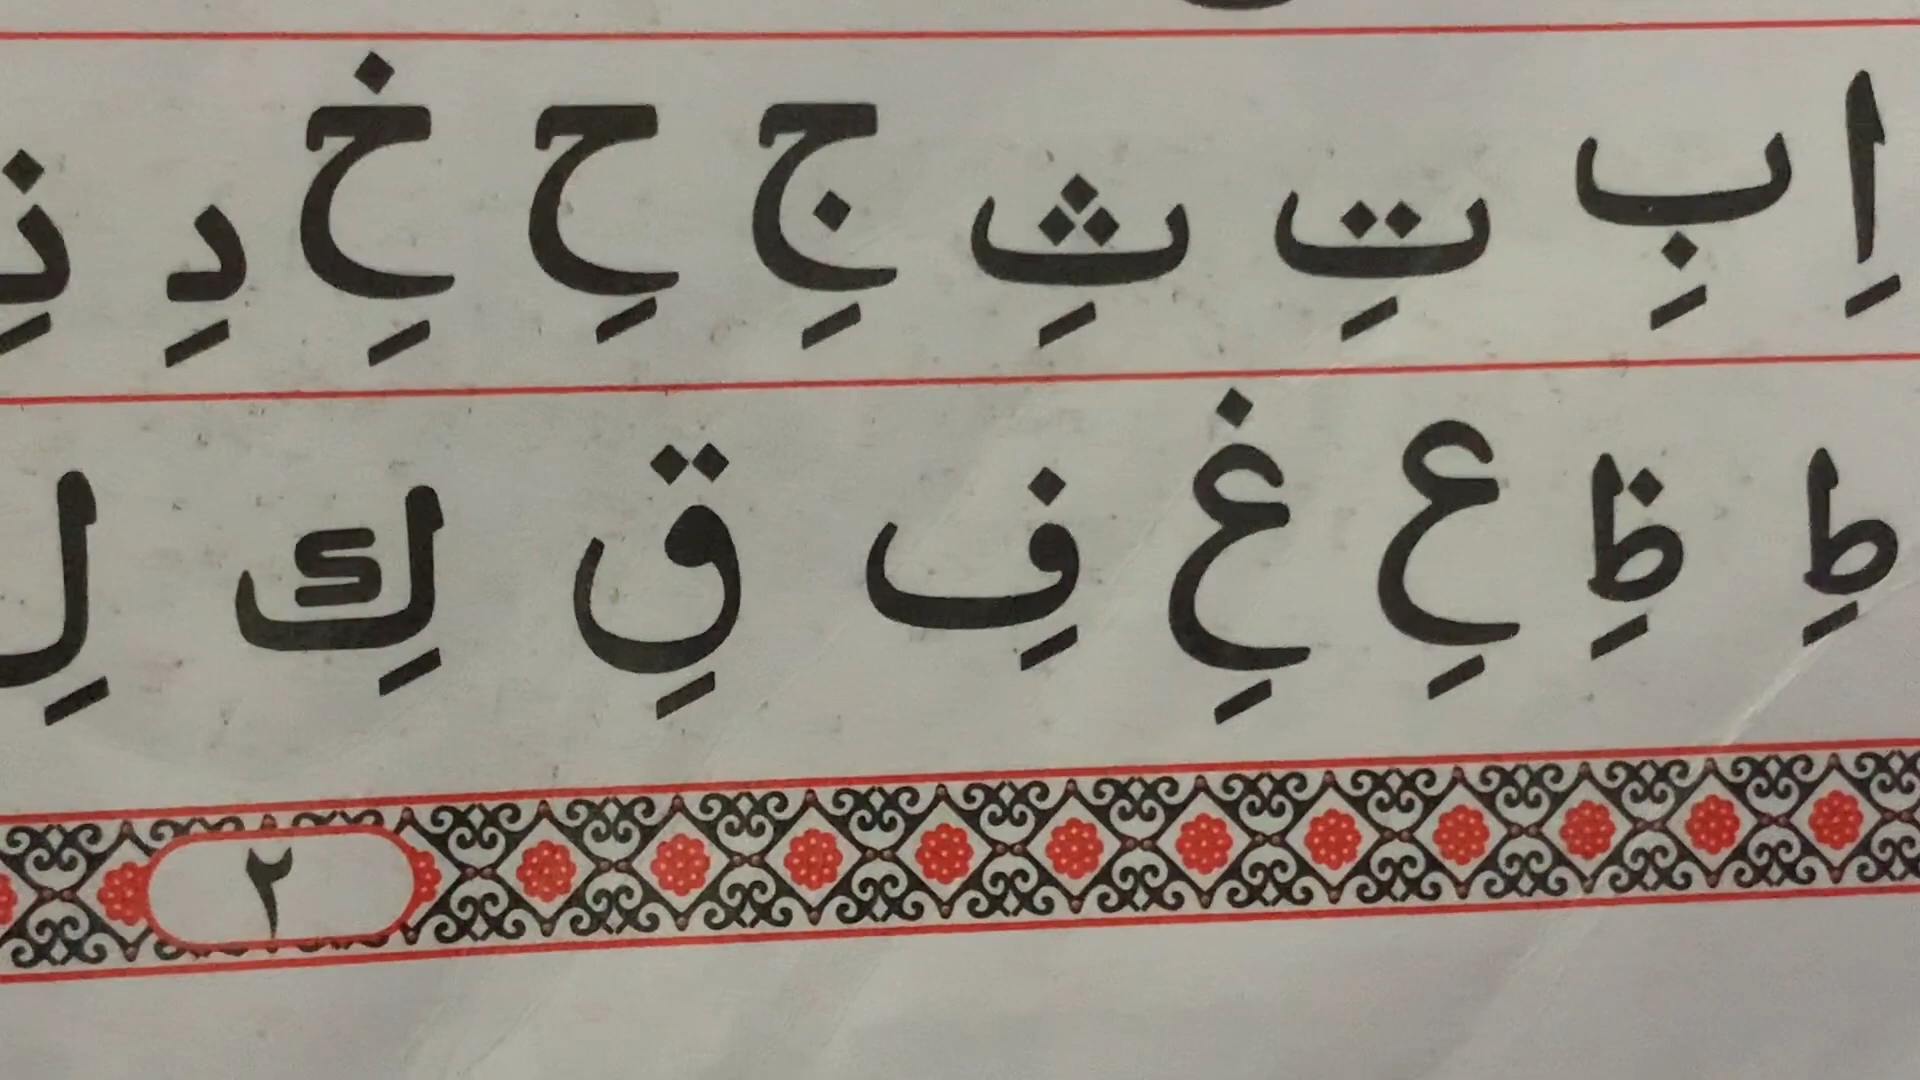 اِ بِ تِ ثِ جِ حِ خِ دِ ذِ
طِ ظِ عِ غِ فِ قِ كِ لِ
٢